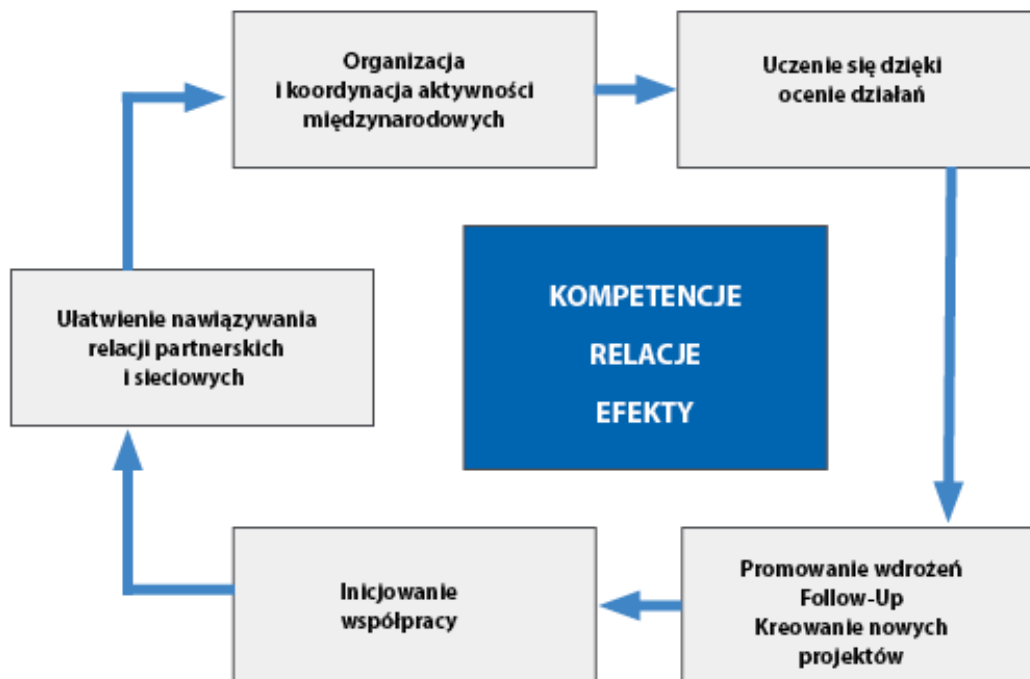 Organizacja
i koordynacja aktywności
międzynarodowych
Uczenie się dzięki
ocenie działań
Ułatwienie nawiązywania
relacji partnerskich
i sieciowych
KOMPETENCJE
RELACJE
EFEKTY
Inicjowanie
współpracy
Promowanie wdrożeń
Follow-Up
Kreowanie nowych
projektów